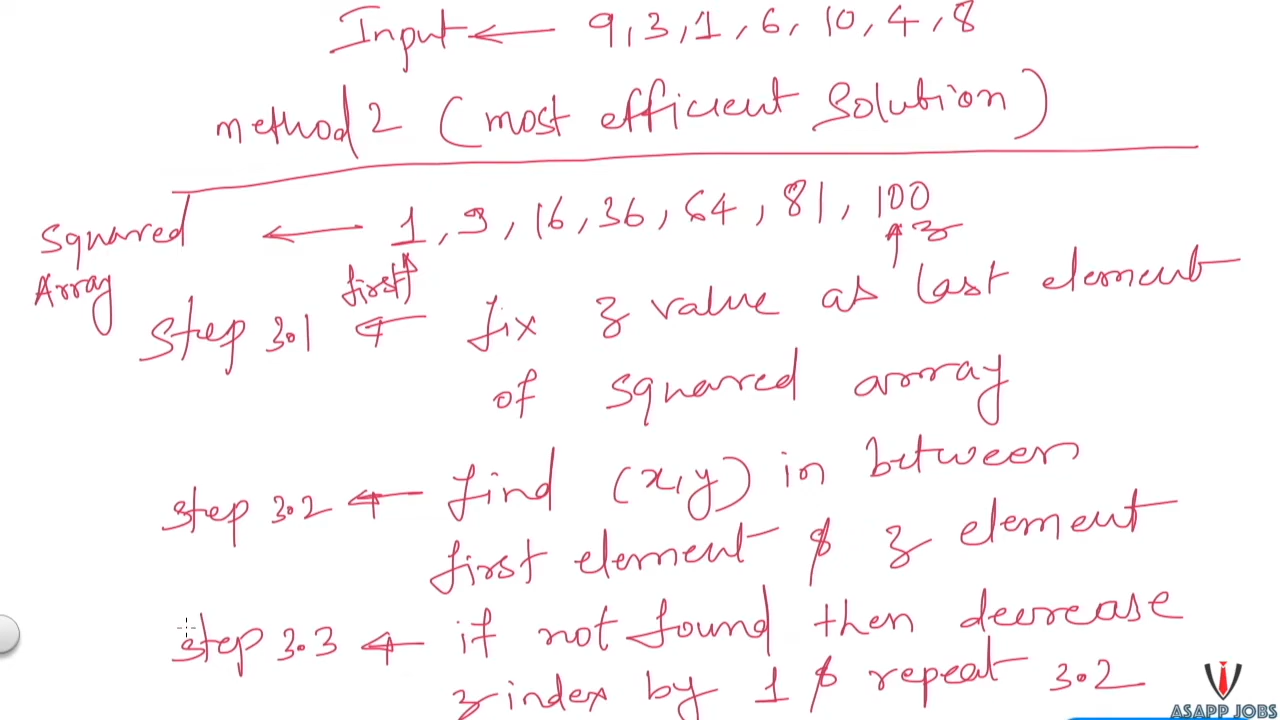 Input ← 9, 3, 1, 6, 10, 4, 8
method 2 (most efficient Solution)
Squared Array ← 1, 9, 16, 36, 64, 81, 100
first z
Step 3.1 ← fix z value as last element
of squared array
Step 3.2 ← find (x, y) in between
first element & z element
Step 3.3 ← if not found then decrease
z index by 1 & repeat 3.2
ASAPP JOBS